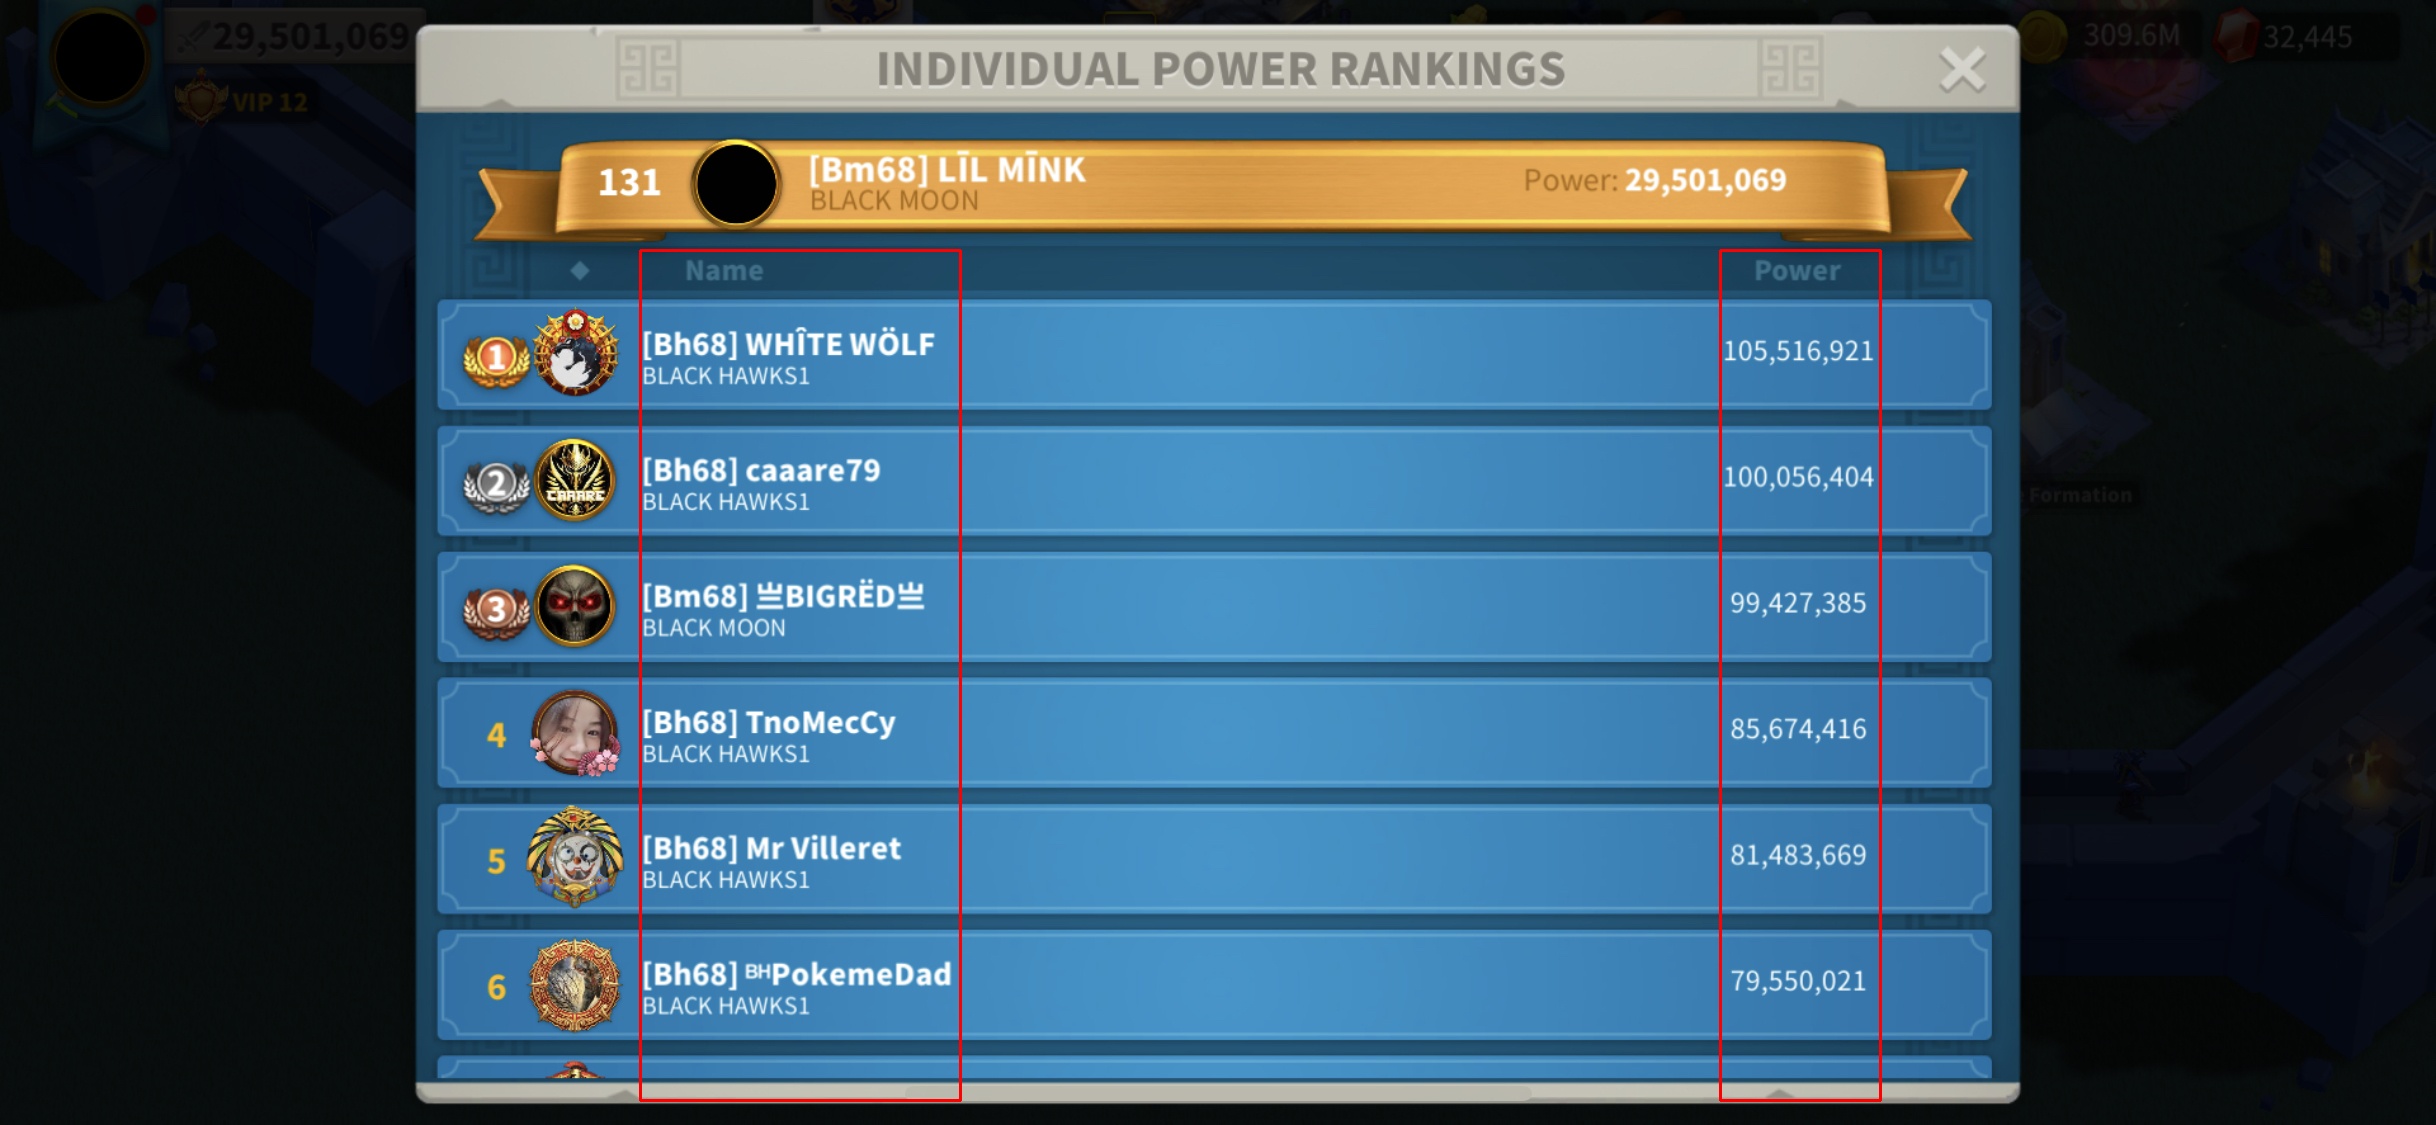 29,501,069
VIP 12
309.6M
32,445
INDIVIDUAL POWER RANKINGS
131
[Bm68] LĪL MĪNK
BLACK MOON
Power: 29,501,069
Name
Power
1
[Bh68] WHÎTE WÖLF
BLACK HAWKS1
105,516,921
2
CAAARE
[Bh68] caaare79
BLACK HAWKS1
100,056,404
3
[Bm68] 亗BIGRËD亗
BLACK MOON
99,427,385
4
[Bh68] TnoMecCy
BLACK HAWKS1
85,674,416
5
[Bh68] Mr Villeret
BLACK HAWKS1
81,483,669
6
[Bh68] ᴮᴴPokemeDad
BLACK HAWKS1
79,550,021
Formation